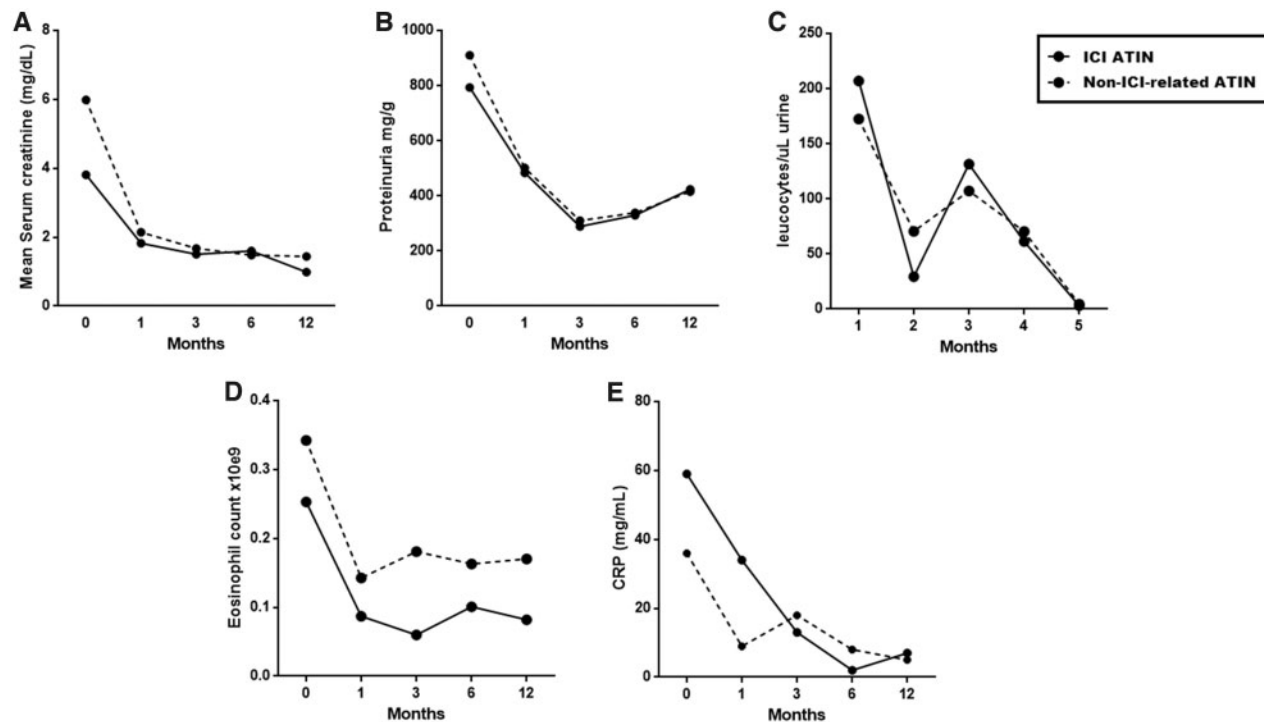 A
Mean Serum creatinine (mg/dL)
8
6
4
2
0
0 1 3 6 12
Months
B
Proteinuria mg/g
1000
800
600
400
200
0
0 1 3 6 12
Months
C
leucocytes/uL urine
250
200
150
100
50
0
1 2 3 4 5
Months
ICI ATIN
Non-ICI-related ATIN
D
Eosinophil count x10e9
0.4
0.3
0.2
0.1
0.0
0 1 3 6 12
Months
E
CRP (mg/mL)
80
60
40
20
0
0 1 3 6 12
Months